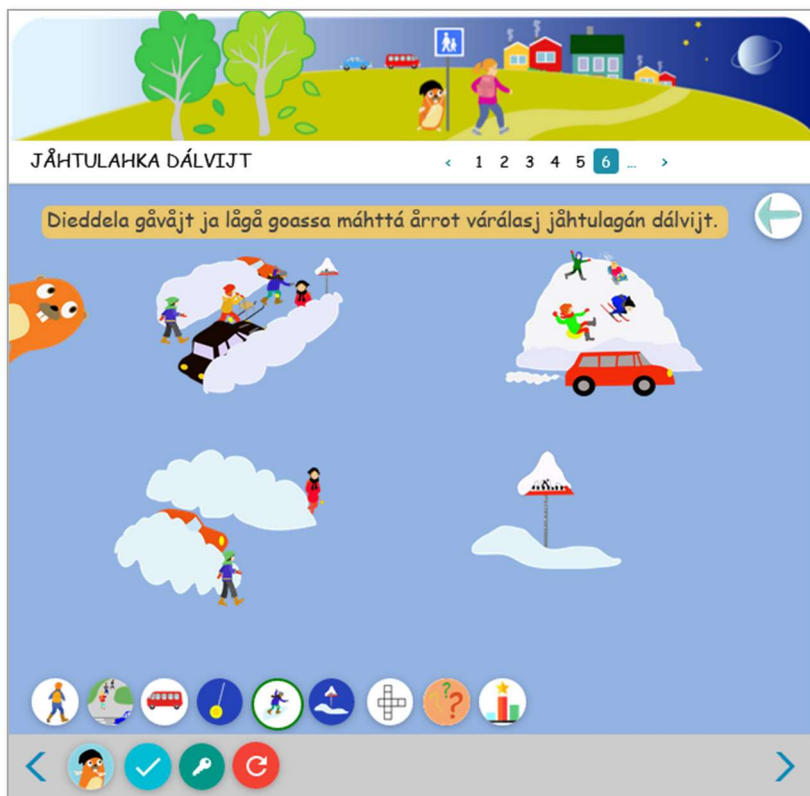 JÅHTULAHKA DÁLVIJT
‹ 1 2 3 4 5 6 ... ›
Dieddela gåvåjt ja lågå goassa máhttá årrot várálasj jåhtulagán dálvijt.
? ? ?